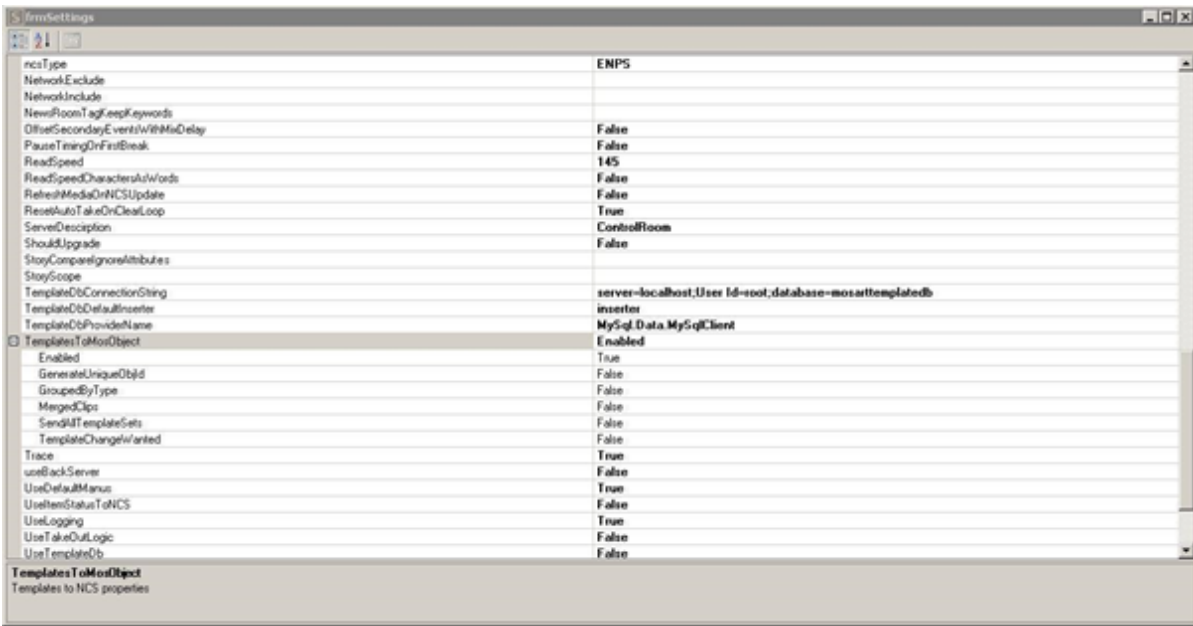 frmSettings
ncsType ENPS
NetworkExclude
NetworkInclude
NewsRoomTagKeepKeywords
OffsetSecondaryEventsWithMixDelay False
PauseTimingOnFirstBreak False
ReadSpeed 145
ReadSpeedCharactersAsWords False
RefreshMediaOnNCSUpdate False
ResetAutoTakeOnClearLoop True
ServerDescirption ControlRoom
ShouldUpgrade False
StoryCompareIgnoreAttributes
StoryScope
TemplateDbConnectionString server=localhost;User Id=root;database=mosarttemplatedb
TemplateDbDefaultInserter inserter
TemplateDbProviderName MySql.Data.MySqlClient
TemplatesToMosObject Enabled
Enabled True
GenerateUniqueObjId False
GroupedByType False
MergedClips False
SendAllTemplateSets False
TemplateChangeWanted False
Trace True
useBackServer False
UseDefaultManus True
UseItemStatusToNCS False
UseLogging True
UseTakeOutLogic False
UseTemplateDb False
TemplatesToMosObject
Templates to NCS properties